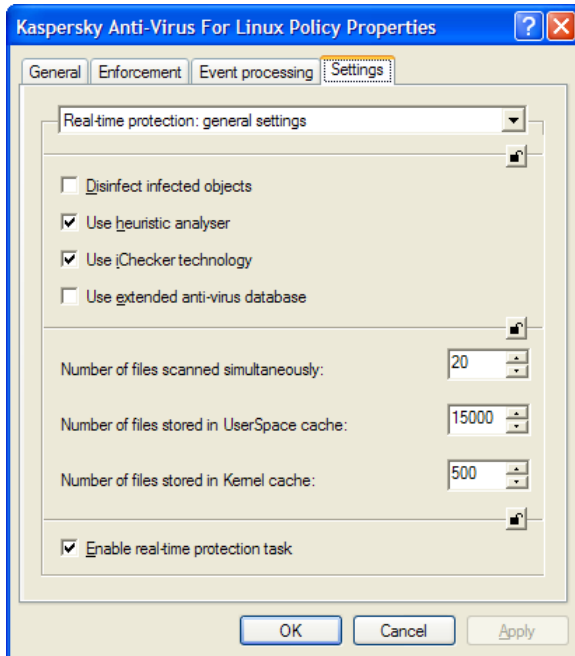 Kaspersky Anti-Virus For Linux Policy Properties
General Enforcement Event processing Settings
Real-time protection: general settings
Disinfect infected objects
Use heuristic analyser
Use iChecker technology
Use extended anti-virus database
Number of files scanned simultaneously: 20
Number of files stored in UserSpace cache: 15000
Number of files stored in Kernel cache: 500
Enable real-time protection task
OK Cancel Apply